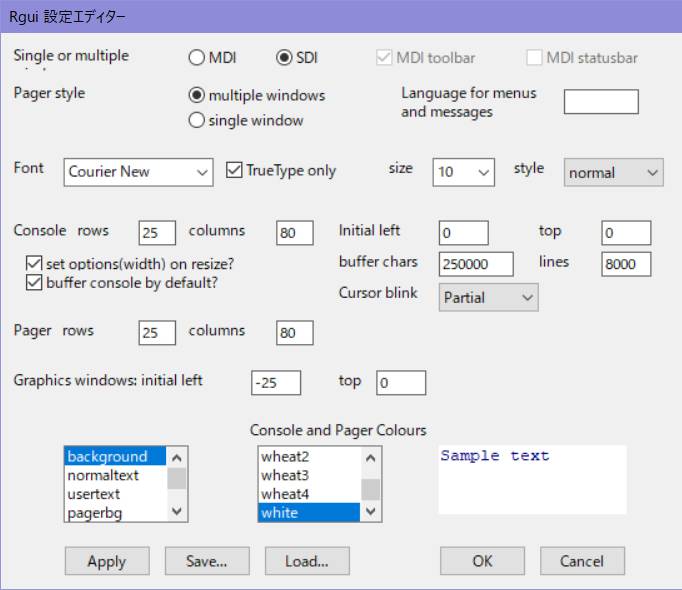 Rgui 設定エディター
Single or multiple
MDI
SDI
MDI toolbar
MDI statusbar
Pager style
multiple windows
single window
Language for menus
and messages
Font
Courier New
TrueType only
size
10
style
normal
Console rows
25
columns
80
Initial left
0
top
0
set options(width) on resize?
buffer chars
250000
lines
8000
buffer console by default?
Cursor blink
Partial
Pager rows
25
columns
80
Graphics windows: initial left
-25
top
0
Console and Pager Colours
background
normaltext
usertext
pagerbg
wheat2
wheat3
wheat4
white
Sample text
Apply
Save...
Load...
OK
Cancel